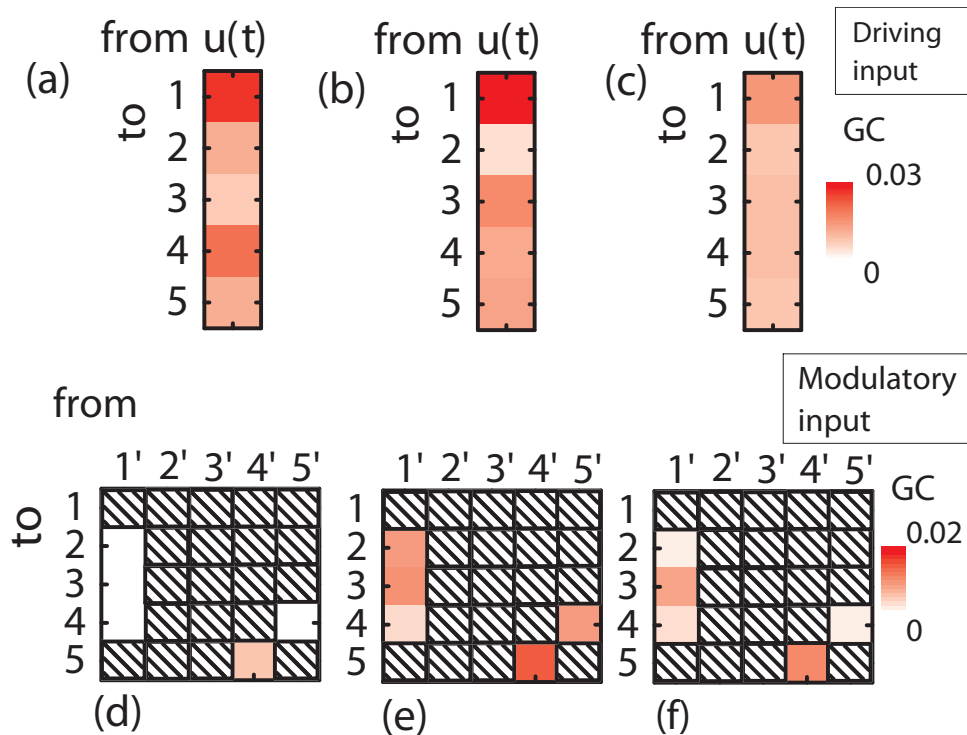 from u(t) from u(t) from u(t)
Driving
input
(a) (b) (c)
to to to
1 1 1
2 2 2
3 3 3
4 4 4
5 5 5
GC
0.03
0
Modulatory
input
from
1' 2' 3' 4' 5' 1' 2' 3' 4' 5' 1' 2' 3' 4' 5'
to
1 1 1
2 2 2
3 3 3
4 4 4
5 5 5
GC
0.02
0
(d) (e) (f)